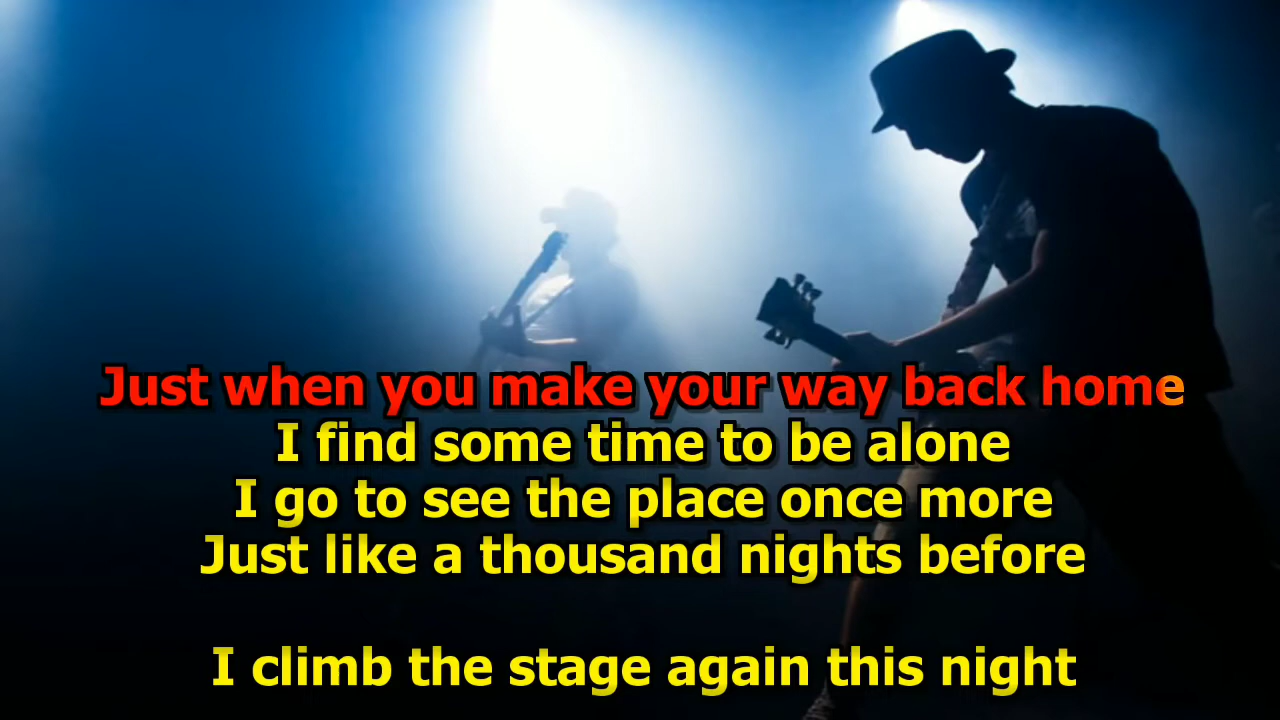 Just when you make your way back home
I find some time to be alone
I go to see the place once more
Just like a thousand nights before
I climb the stage again this night